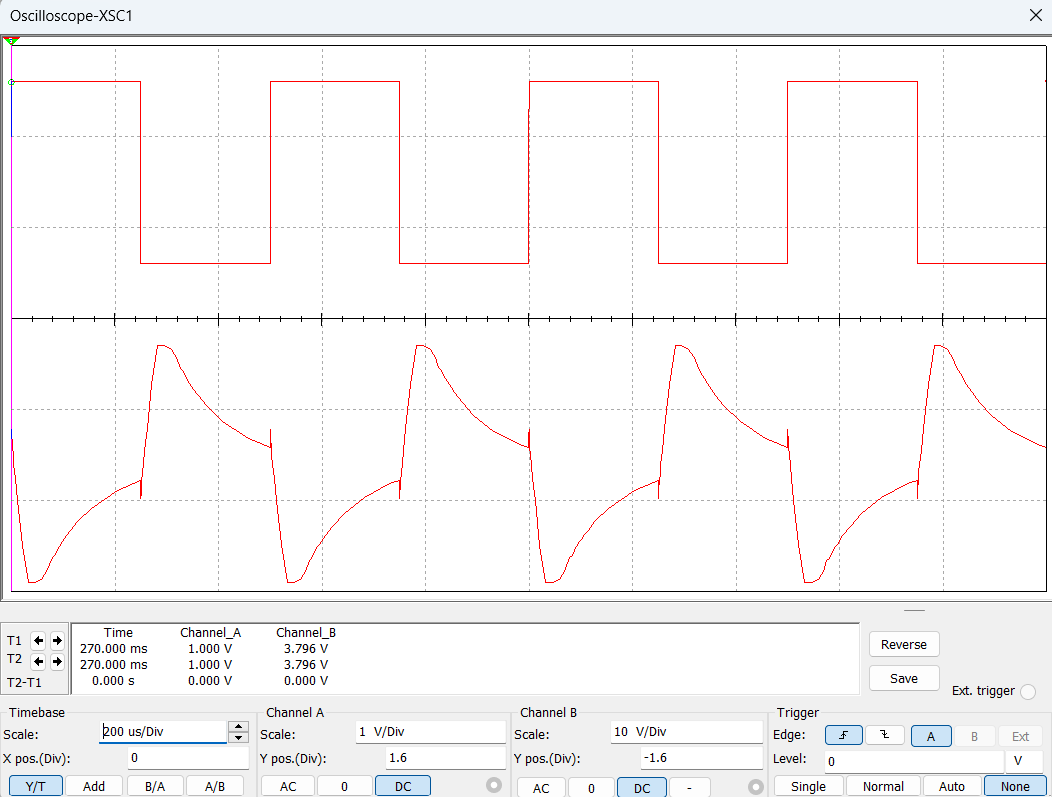 Oscilloscope-XSC1
Time Channel_A Channel_B
T1 270.000 ms 1.000 V 3.796 V
T2 270.000 ms 1.000 V 3.796 V
T2-T1 0.000 s 0.000 V 0.000 V
Reverse
Save
Ext. trigger
Timebase
Scale: 200 us/Div
X pos.(Div): 0
Y/T Add B/A A/B
Channel A
Scale: 1 V/Div
Y pos.(Div): 1.6
AC 0 DC
Channel B
Scale: 10 V/Div
Y pos.(Div): -1.6
AC 0 DC -
Trigger
Edge: A B Ext
Level: 0 V
Single Normal Auto None